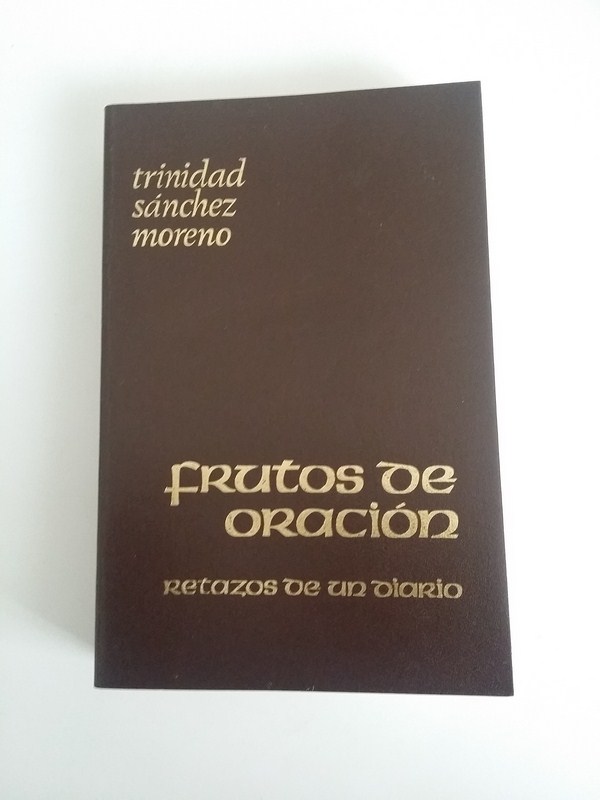 trinidad
sánchez
moreno
frutos de
oración
retazos de un diario